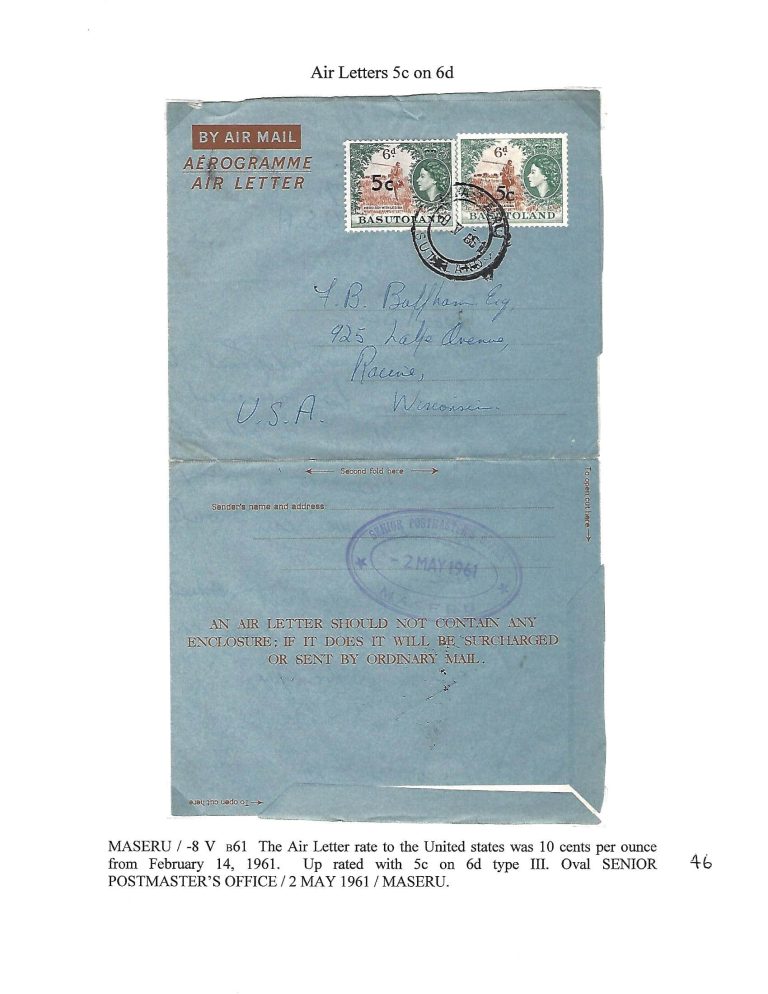 Air Letters 5c on 6d
BY AIR MAIL
AÉROGRAMME
AIR LETTER
6d
5c
BASUTOLAND
6d
5c
BASUTOLAND
F. B. Baffham Esq,
925 Lake Avenue,
Racine,
Wisconsin.
U.S.A.
Second fold here
To open cut here
Sender's name and address
SENIOR POSTMASTER'S
- 2 MAY 1961
MASERU
AN AIR LETTER SHOULD NOT CONTAIN ANY
ENCLOSURE; IF IT DOES IT WILL BE SURCHARGED
OR SENT BY ORDINARY MAIL.
To open cut here
MASERU / -8 V B61 The Air Letter rate to the United states was 10 cents per ounce
from February 14, 1961. Up rated with 5c on 6d type III. Oval SENIOR
POSTMASTER'S OFFICE / 2 MAY 1961 / MASERU.
46